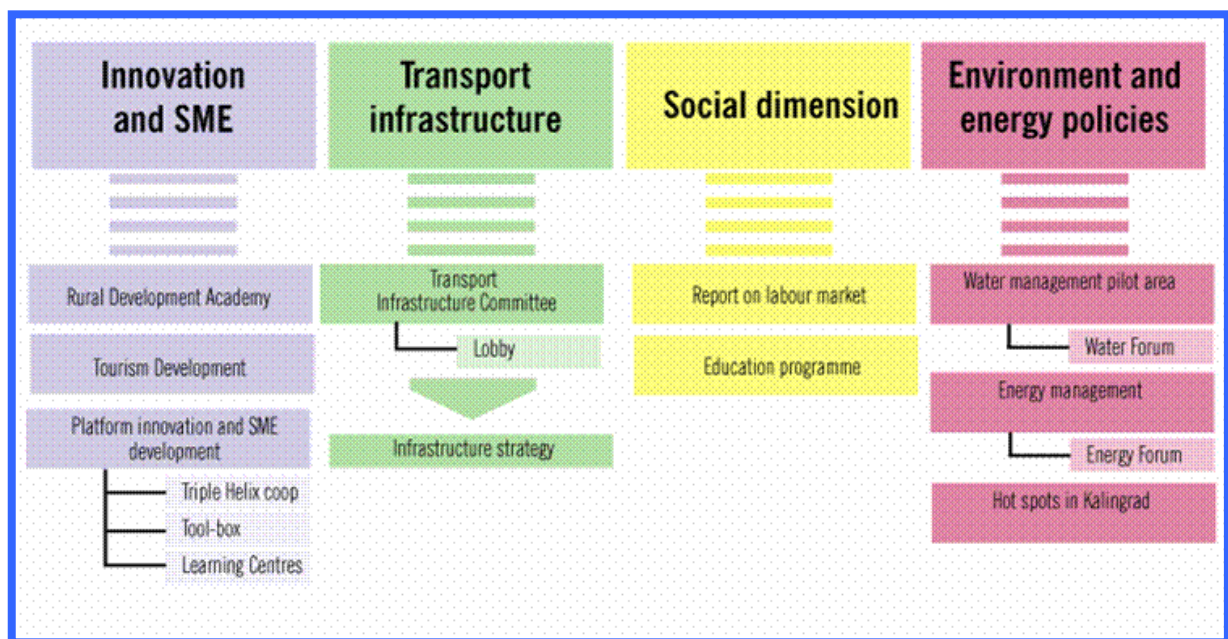 Innovation
and SME
Rural Development Academy
Tourism Development
Platform innovation and SME
development
Triple Helix coop
Tool-box
Learning Centres
Transport
infrastructure
Transport
Infrastructure Committee
Lobby
Infrastructure strategy
Social dimension
Report on labour market
Education programme
Environment and
energy policies
Water management pilot area
Water Forum
Energy management
Energy Forum
Hot spots in Kalingrad